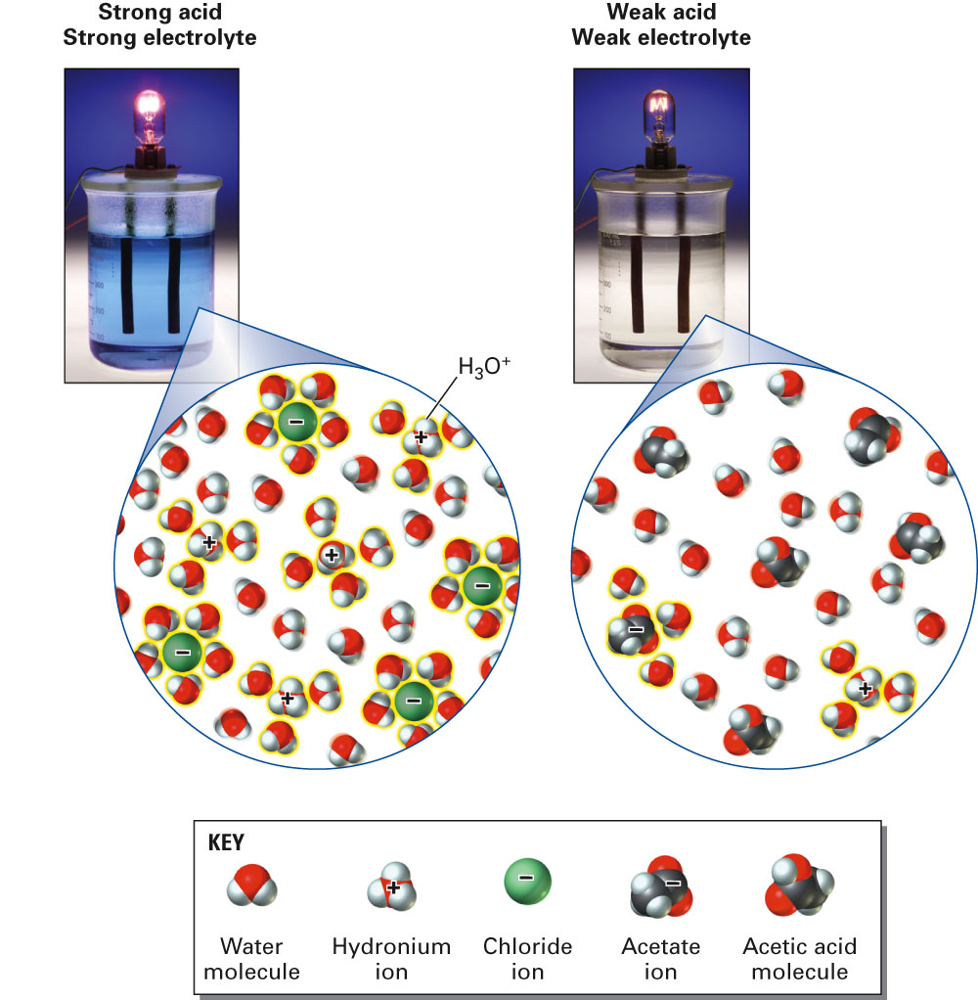 Strong acid
Strong electrolyte
Weak acid
Weak electrolyte
H₃O⁺
KEY
Water
molecule
Hydronium
ion
Chloride
ion
Acetate
ion
Acetic acid
molecule